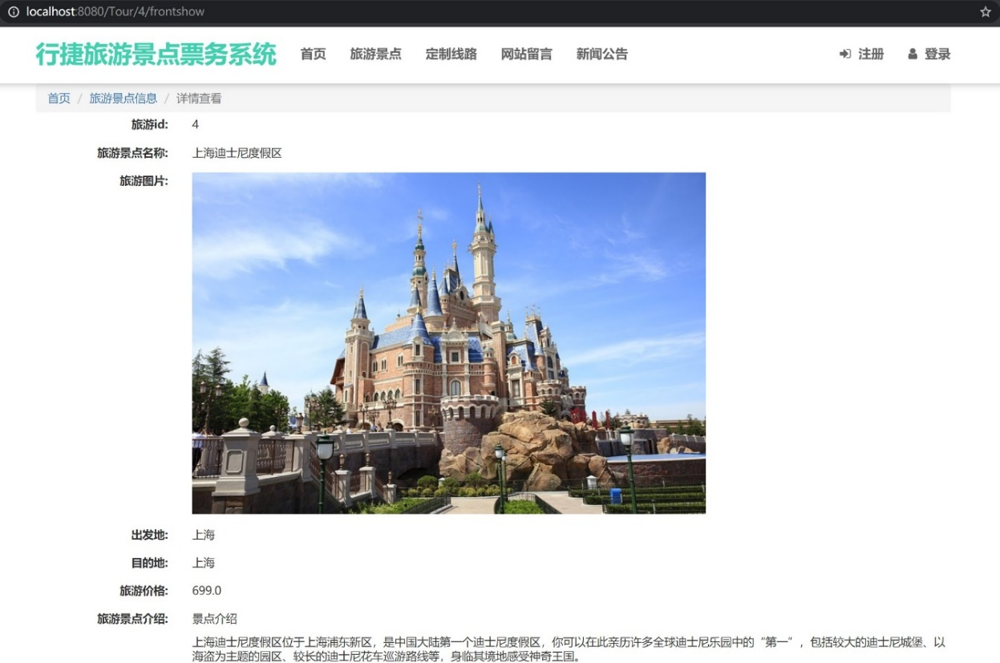 localhost:8080/Tour/4/frontshow
行捷旅游景点票务系统 首页 旅游景点 定制线路 网站留言 新闻公告 注册 登录
首页 / 旅游景点信息 / 详情查看
旅游id: 4
旅游景点名称: 上海迪士尼度假区
旅游图片:
出发地: 上海
目的地: 上海
旅游价格: 699.0
旅游景点介绍: 景点介绍
上海迪士尼度假区位于上海浦东新区，是中国大陆第一个迪士尼度假区，你可以在此亲历许多全球迪士尼乐园中的“第一”，包括较大的迪士尼城堡、以
海盗为主题的园区、较长的迪士尼花车巡游路线等，身临其境地感受神奇王国。